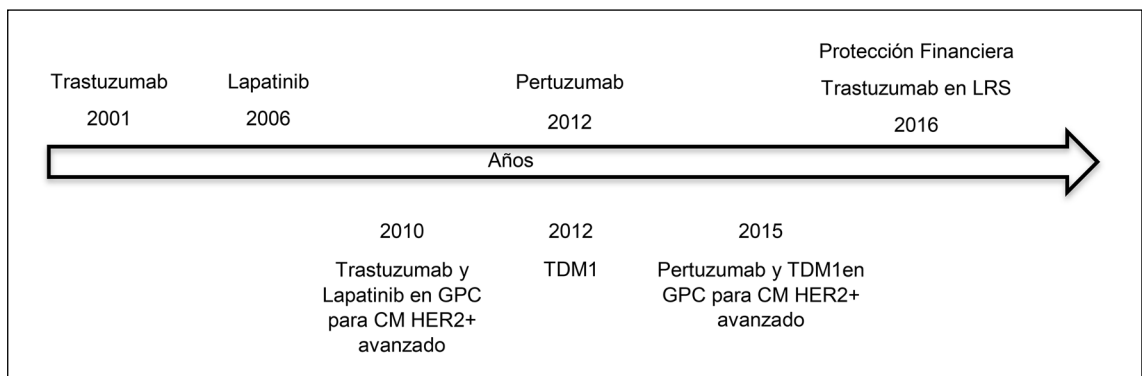 Protección Financiera
Trastuzumab en LRS
2016
Trastuzumab
2001
Lapatinib
2006
Pertuzumab
2012
Años
2010
Trastuzumab y
Lapatinib en GPC
para CM HER2+
avanzado
2012
TDM1
2015
Pertuzumab y TDM1en
GPC para CM HER2+
avanzado